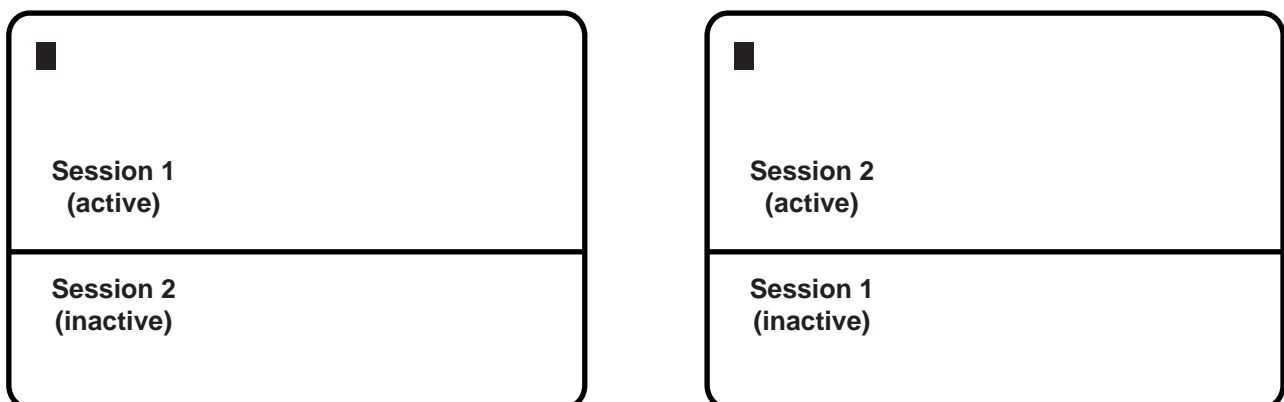 Session 1
(active)
Session 2
(inactive)
Session 2
(active)
Session 1
(inactive)